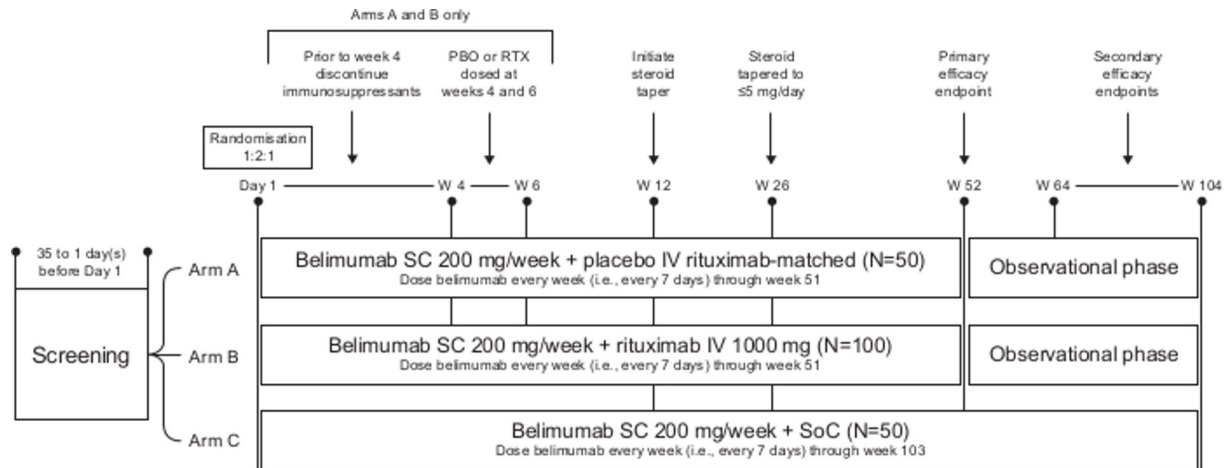 Arms A and B only
Prior to week 4
discontinue
immunosuppressants
PBO or RTX
dosed at
weeks 4 and 6
Initiate
steroid
taper
Steroid
tapered to
≤5 mg/day
Primary
efficacy
endpoint
Secondary
efficacy
endpoints
Randomisation
1:2:1
Day 1
W 4
W 6
W 12
W 26
W 52
W 64
W 104
35 to 1 day(s)
before Day 1
Screening
Arm A
Belimumab SC 200 mg/week + placebo IV rituximab-matched (N=50)
Dose belimumab every week (i.e., every 7 days) through week 51
Observational phase
Arm B
Belimumab SC 200 mg/week + rituximab IV 1000 mg (N=100)
Dose belimumab every week (i.e., every 7 days) through week 51
Observational phase
Arm C
Belimumab SC 200 mg/week + SoC (N=50)
Dose belimumab every week (i.e., every 7 days) through week 103